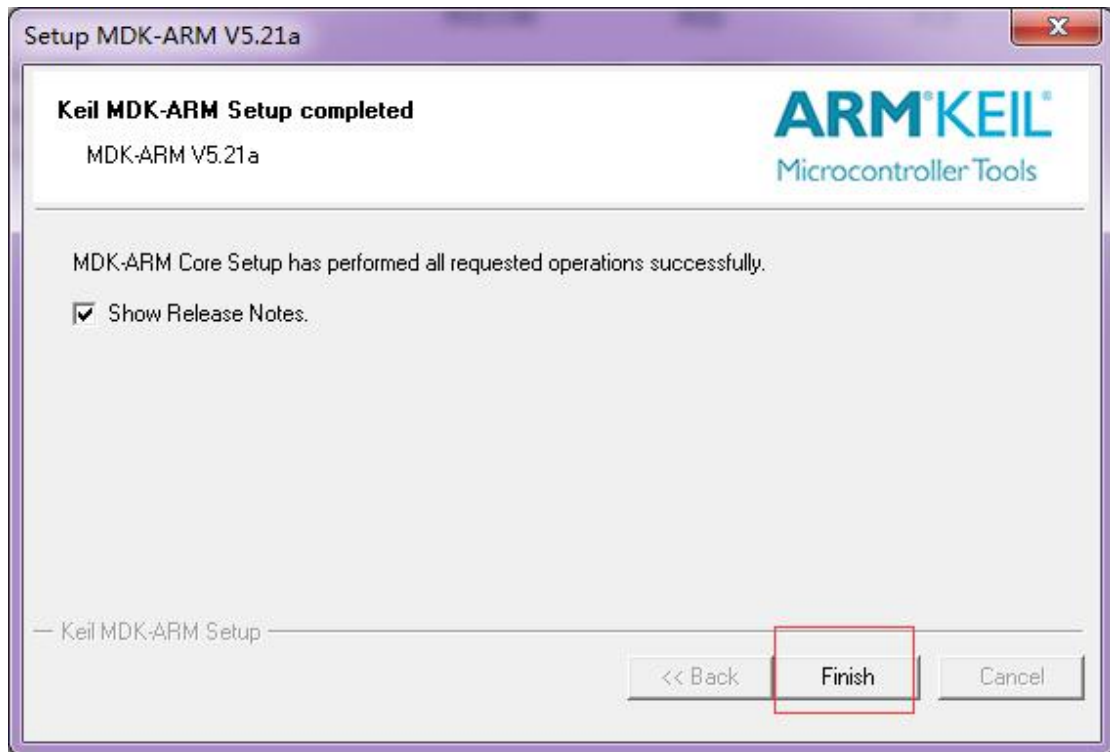 Setup MDK-ARM V5.21a
Keil MDK-ARM Setup completed
MDK-ARM V5.21a
ARM®KEIL®
Microcontroller Tools
MDK-ARM Core Setup has performed all requested operations successfully.
Show Release Notes.
Keil MDK-ARM Setup
<< Back
Finish
Cancel